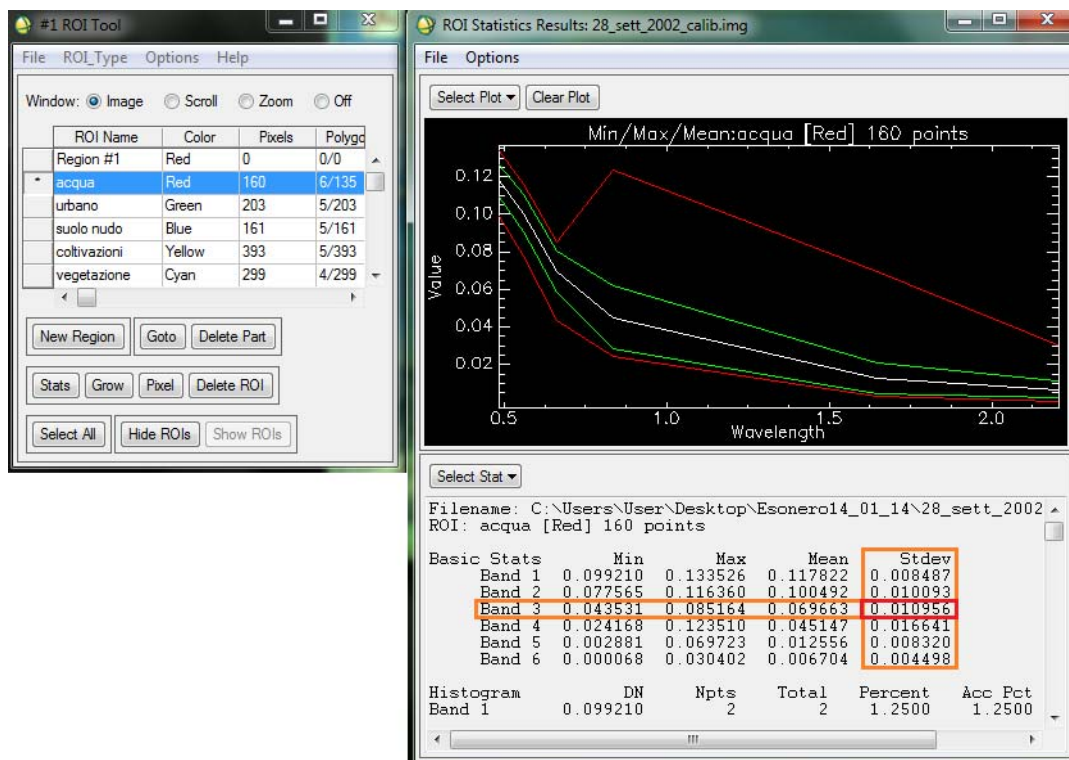 #1 ROI Tool
File ROI_Type Options Help
Window: Image Scroll Zoom Off
ROI Name Color Pixels Polygo
Region #1 Red 0 0/0
* acqua Red 160 6/135
urbano Green 203 5/203
suolo nudo Blue 161 5/161
coltivazioni Yellow 393 5/393
vegetazione Cyan 299 4/299
New Region Goto Delete Part
Stats Grow Pixel Delete ROI
Select All Hide ROIs Show ROIs
ROI Statistics Results: 28_sett_2002_calib.img
File Options
Select Plot Clear Plot
Min/Max/Mean:acqua [Red] 160 points
Value
0.12
0.10
0.08
0.06
0.04
0.02
0.5 1.0 1.5 2.0
Wavelength
Select Stat
Filename: C:\Users\User\Desktop\Esonero14_01_14\28_sett_2002
ROI: acqua [Red] 160 points
Basic Stats Min Max Mean Stdev
Band 1 0.099210 0.133526 0.117822 0.008487
Band 2 0.077565 0.116360 0.100492 0.010093
Band 3 0.043531 0.085164 0.069663 0.010956
Band 4 0.024168 0.123510 0.045147 0.016641
Band 5 0.002881 0.069723 0.012556 0.008320
Band 6 0.000068 0.030402 0.006704 0.004498
Histogram DN Npts Total Percent Acc Pct
Band 1 0.099210 2 2 1.2500 1.2500